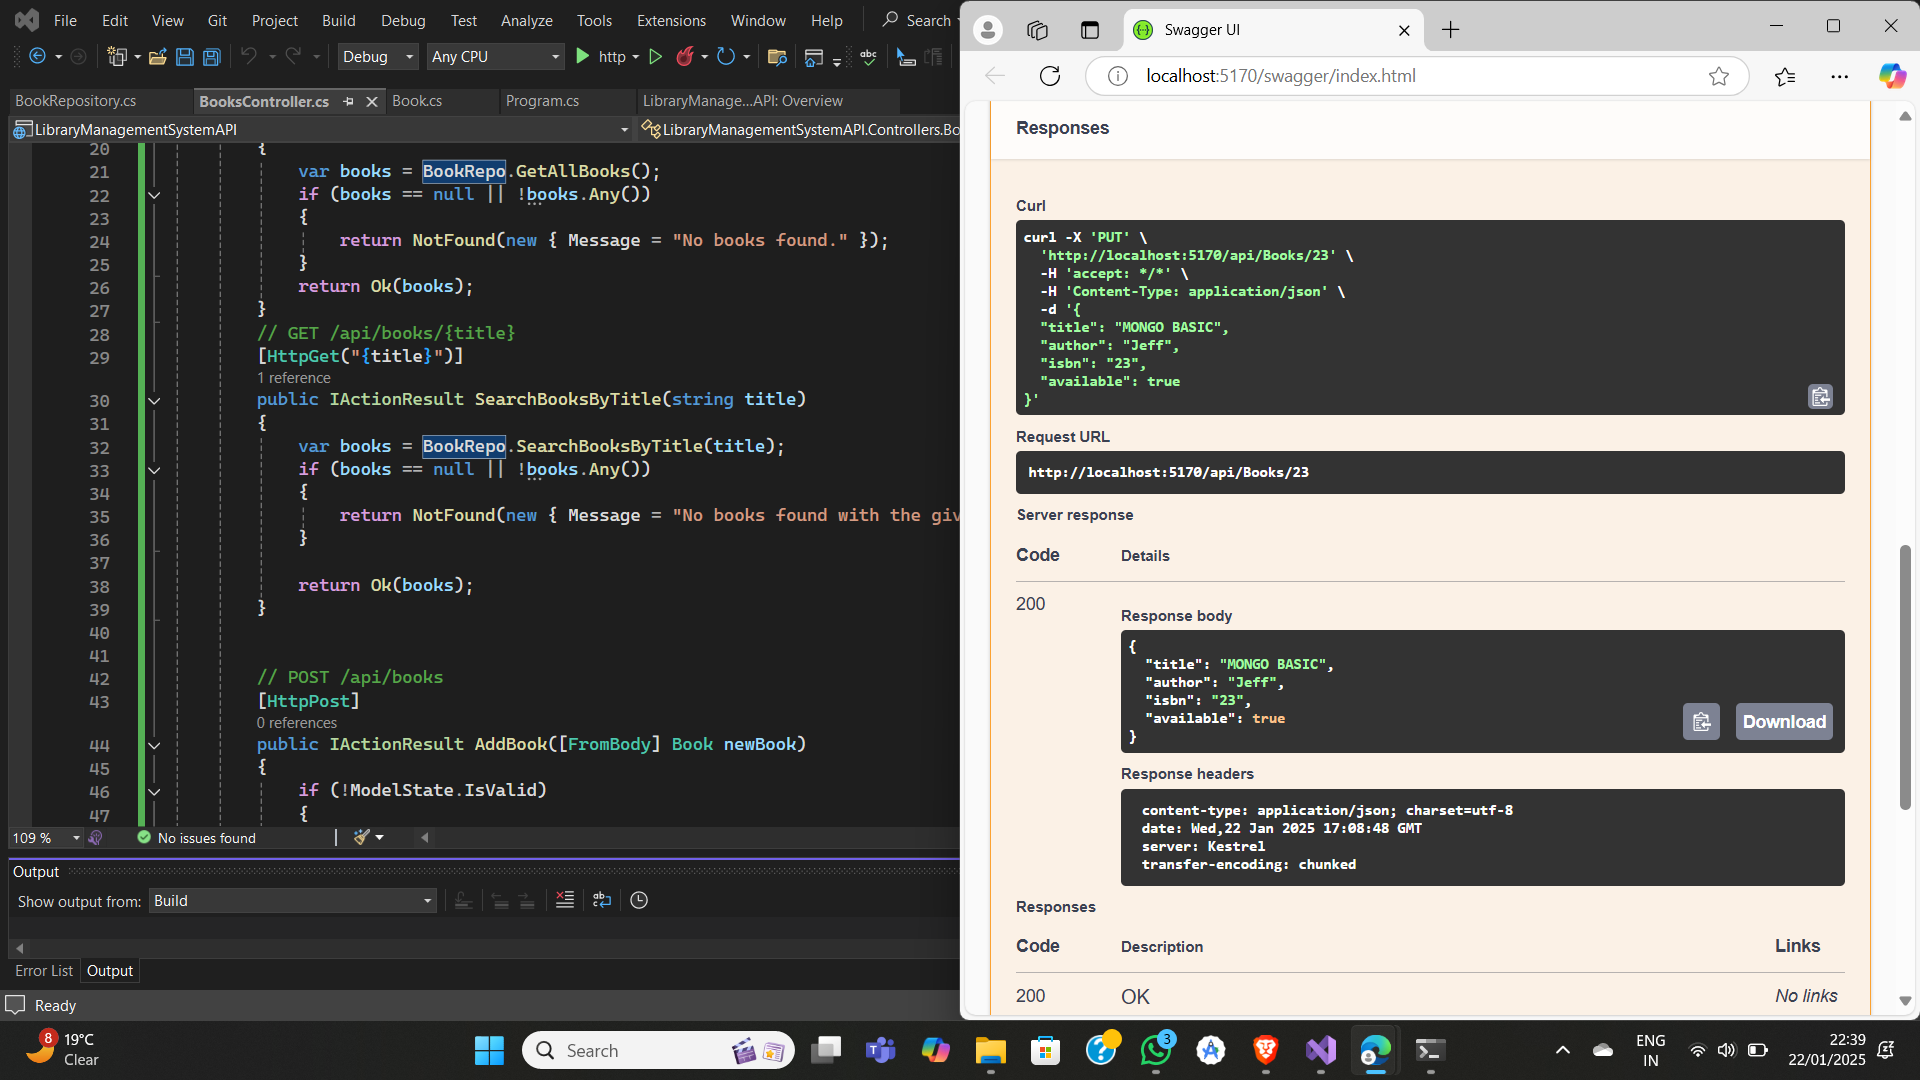 File Edit View Git Project Build Debug Test Analyze Tools Extensions Window Help Search
Debug Any CPU http
BookRepository.cs BooksController.cs Book.cs Program.cs LibraryManage...API: Overview
LibraryManagementSystemAPI LibraryManagementSystemAPI.Controllers.Bo
20 {
21 var books = BookRepo.GetAllBooks();
22 if (books == null || !books.Any())
23 {
24 return NotFound(new { Message = "No books found." });
25 }
26 return Ok(books);
27 }
28 // GET /api/books/{title}
29 [HttpGet("{title}")]
1 reference
30 public IActionResult SearchBooksByTitle(string title)
31 {
32 var books = BookRepo.SearchBooksByTitle(title);
33 if (books == null || !books.Any())
34 {
35 return NotFound(new { Message = "No books found with the giv
36 }
37
38 return Ok(books);
39 }
40
41
42 // POST /api/books
43 [HttpPost]
0 references
44 public IActionResult AddBook([FromBody] Book newBook)
45 {
46 if (!ModelState.IsValid)
47 {
109 % No issues found
Output
Show output from: Build
Error List Output
Ready
Swagger UI
localhost:5170/swagger/index.html
Responses
Curl
curl -X 'PUT' \
'http://localhost:5170/api/Books/23' \
-H 'accept: */*' \
-H 'Content-Type: application/json' \
-d '{
"title": "MONGO BASIC",
"author": "Jeff",
"isbn": "23",
"available": true
}'
Request URL
http://localhost:5170/api/Books/23
Server response
Code Details
200
Response body
{
"title": "MONGO BASIC",
"author": "Jeff",
"isbn": "23",
"available": true
}
Download
Response headers
content-type: application/json; charset=utf-8
date: Wed,22 Jan 2025 17:08:48 GMT
server: Kestrel
transfer-encoding: chunked
Responses
Code Description Links
200 OK No links
8 19°C
Clear
Search
3
ENG
IN
22:39
22/01/2025